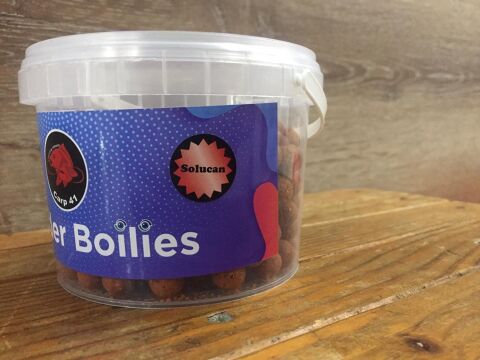 Solucan
Carp 41
er Boilies